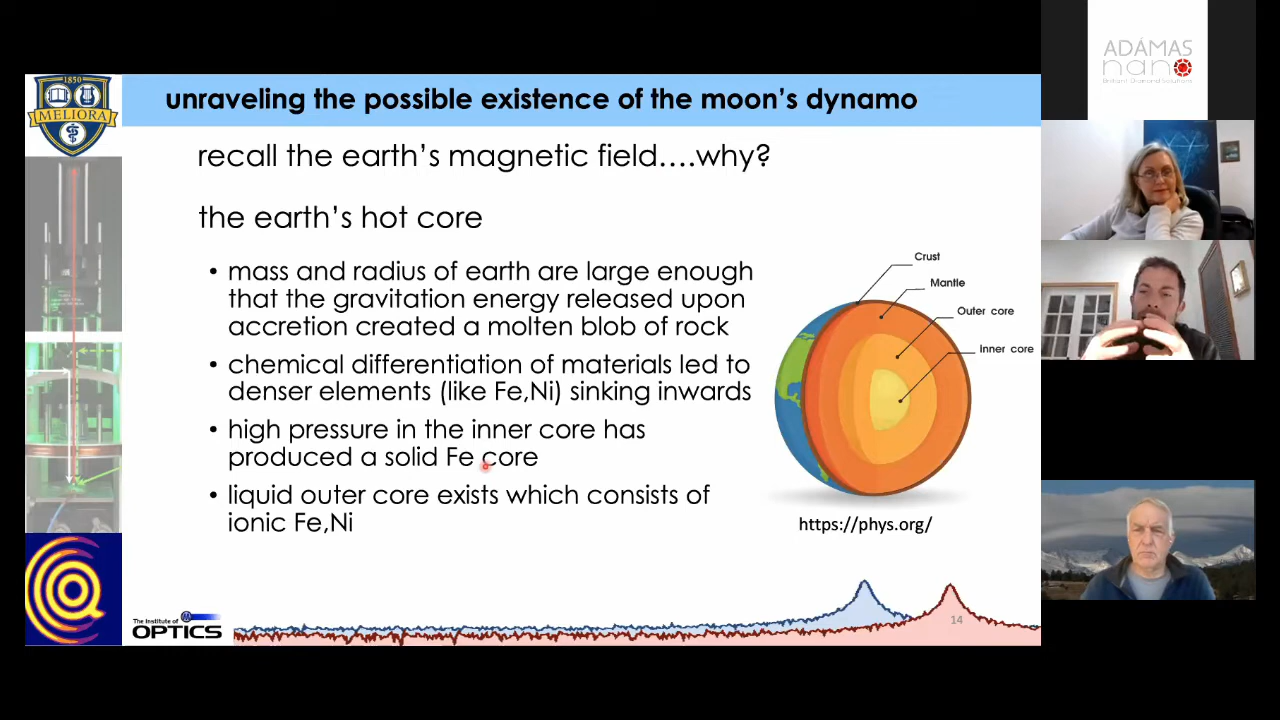 1850
MELIORA
unraveling the possible existence of the moon's dynamo
recall the earth's magnetic field....why?
the earth's hot core
• mass and radius of earth are large enough
that the gravitation energy released upon
accretion created a molten blob of rock
• chemical differentiation of materials led to
denser elements (like Fe,Ni) sinking inwards
• high pressure in the inner core has
produced a solid Fe core
• liquid outer core exists which consists of
ionic Fe,Ni
Crust
Mantle
Outer core
Inner core
https://phys.org/
The Institute of
OPTICS
14
ADÁMAS
nano
Brilliant Diamond Solutions